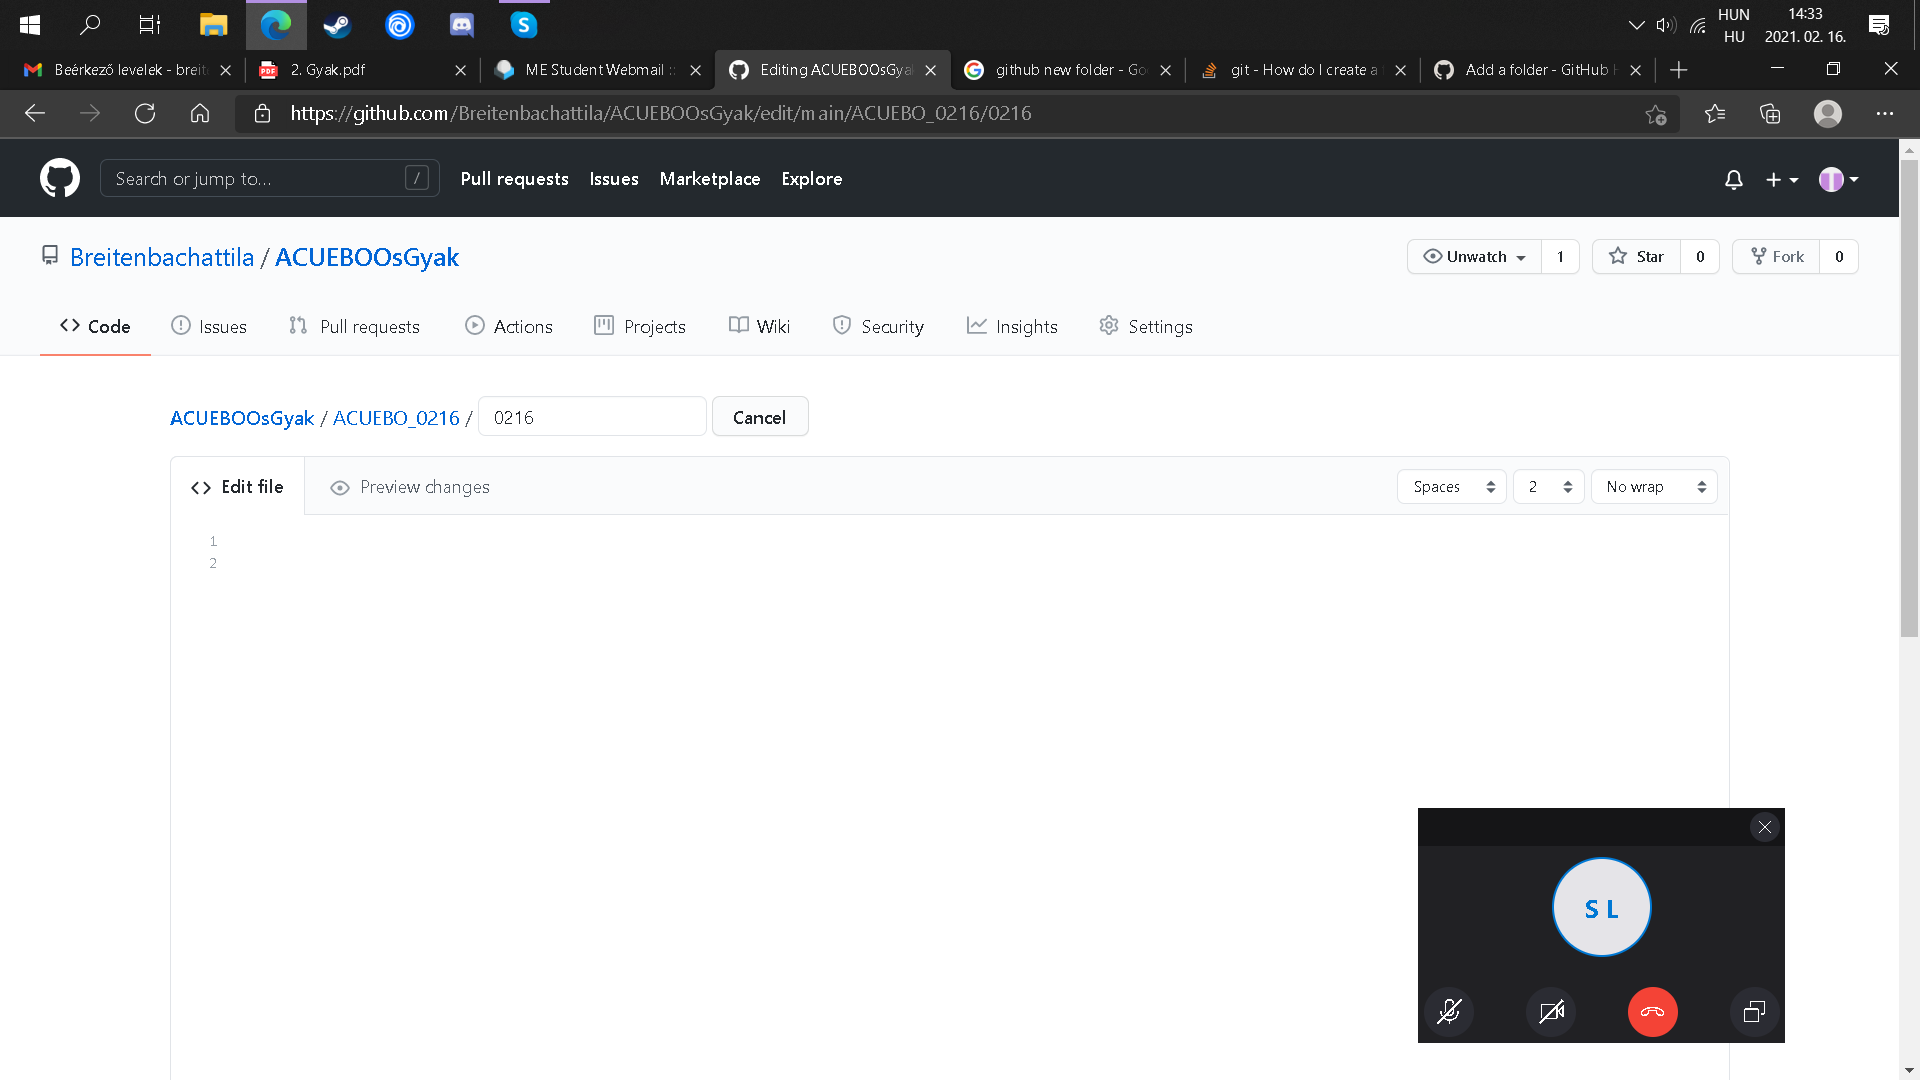 HUN
HU
14:33
2021. 02. 16.
Beérkező levelek - breit
2. Gyak.pdf
ME Student Webmail ::
Editing ACUEBOOsGya
github new folder - Go
git - How do I create a
Add a folder - GitHub H
https://github.com/Breitenbachattila/ACUEBOOsGyak/edit/main/ACUEBO_0216/0216
Search or jump to...
/
Pull requests
Issues
Marketplace
Explore
Breitenbachattila / ACUEBOOsGyak
Unwatch
1
Star
0
Fork
0
Code
Issues
Pull requests
Actions
Projects
Wiki
Security
Insights
Settings
ACUEBOOsGyak / ACUEBO_0216 / 0216
Cancel
Edit file
Preview changes
Spaces
2
No wrap
1
2
S L